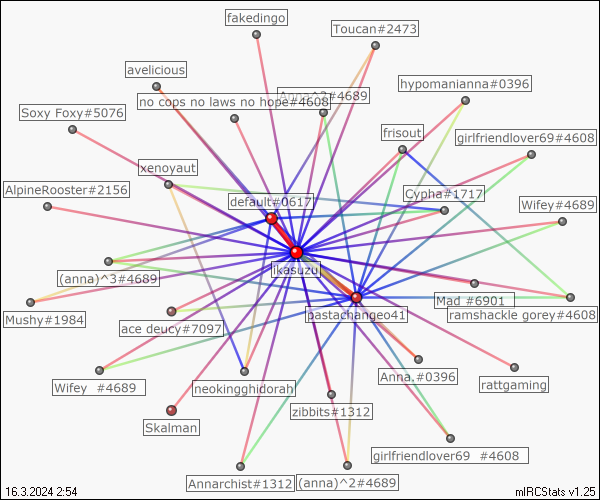 fakedingo
Toucan#2473
avelicious
hypomanianna#0396
no cops no laws no hope#4608
Anna^2#4689
Soxy Foxy#5076
frisout
girlfriendlover69#4608
xenoyaut
AlpineRooster#2156
default#0617
Cypha#1717
Wifey#4689
ikasuzu
(anna)^3#4689
Mad #6901
Mushy#1984
ace deucy#7097
pastachangeo41
ramshackle gorey#4608
Wifey #4689
neokingghidorah
Anna.#0396
rattgaming
zibbits#1312
Skalman
girlfriendlover69 #4608
Annarchist#1312
(anna)^2#4689
16.3.2024 2:54
mIRCStats v1.25